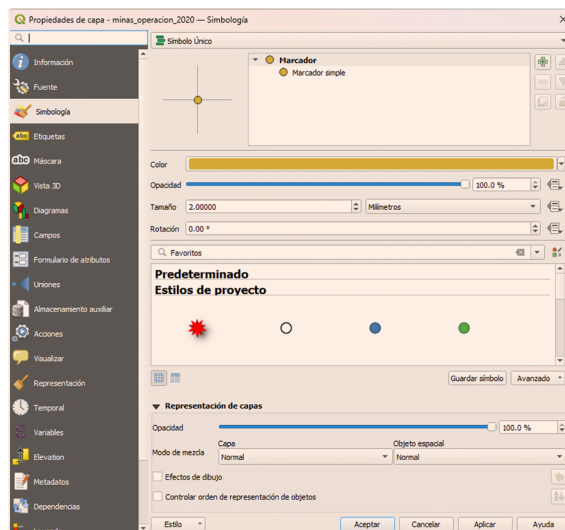 Propiedades de capa - minas_operacion_2020 — Simbología
Símbolo Único
Información
Fuente
Simbología
Etiquetas
Máscara
Vista 3D
Diagramas
Campos
Formulario de atributos
Uniones
Almacenamiento auxiliar
Acciones
Visualizar
Representación
Temporal
Variables
Elevation
Metadatos
Dependencias
Marcador
Marcador simple
Color
Opacidad 100.0 %
Tamaño 2.00000 Milímetros
Rotación 0.00 °
Favoritos
Predeterminado
Estilos de proyecto
Guardar símbolo Avanzado
Representación de capas
Opacidad 100.0 %
Capa Objeto espacial
Modo de mezcla Normal Normal
Efectos de dibujo
Controlar orden de representación de objetos
Estilo Aceptar Cancelar Aplicar Ayuda